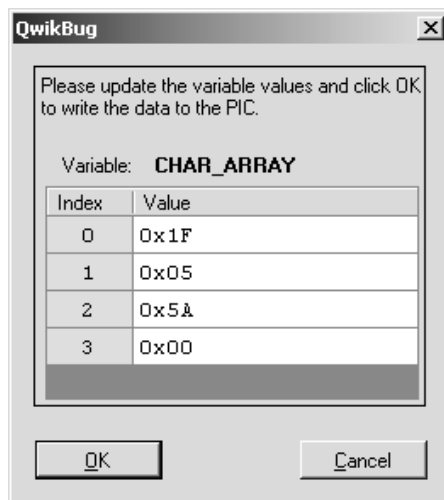 QwikBug
Please update the variable values and click OK
to write the data to the PIC.
Variable: CHAR_ARRAY
Index Value
0 0x1F
1 0x05
2 0x5A
3 0x00
OK Cancel